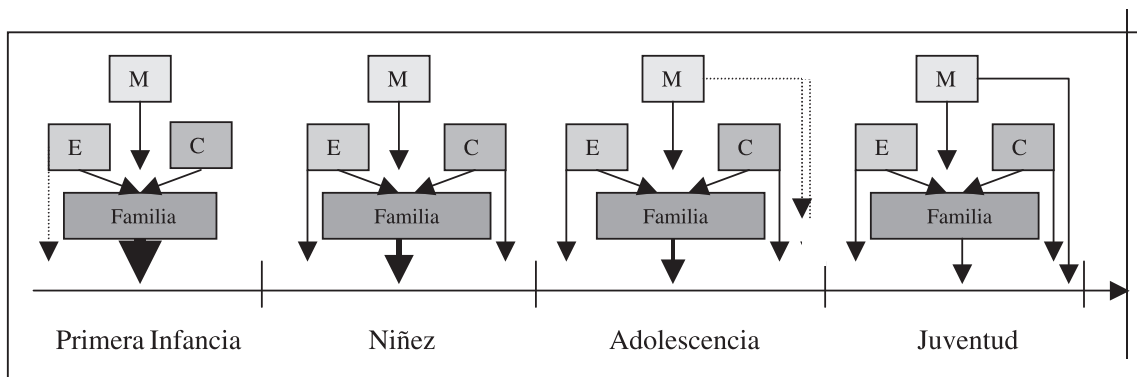 M M M M
E C E C E C E C
Familia Familia Familia Familia
Primera Infancia Niñez Adolescencia Juventud